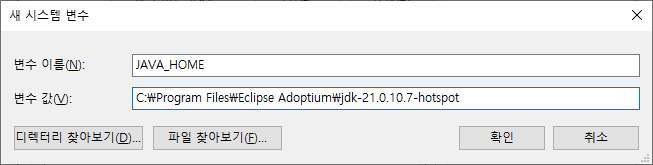 새 시스템 변수
변수 이름(N): JAVA_HOME
변수 값(V): C:₩Program Files₩Eclipse Adoptium₩jdk-21.0.10.7-hotspot
디렉터리 찾아보기(D)... 파일 찾아보기(F)... 확인 취소